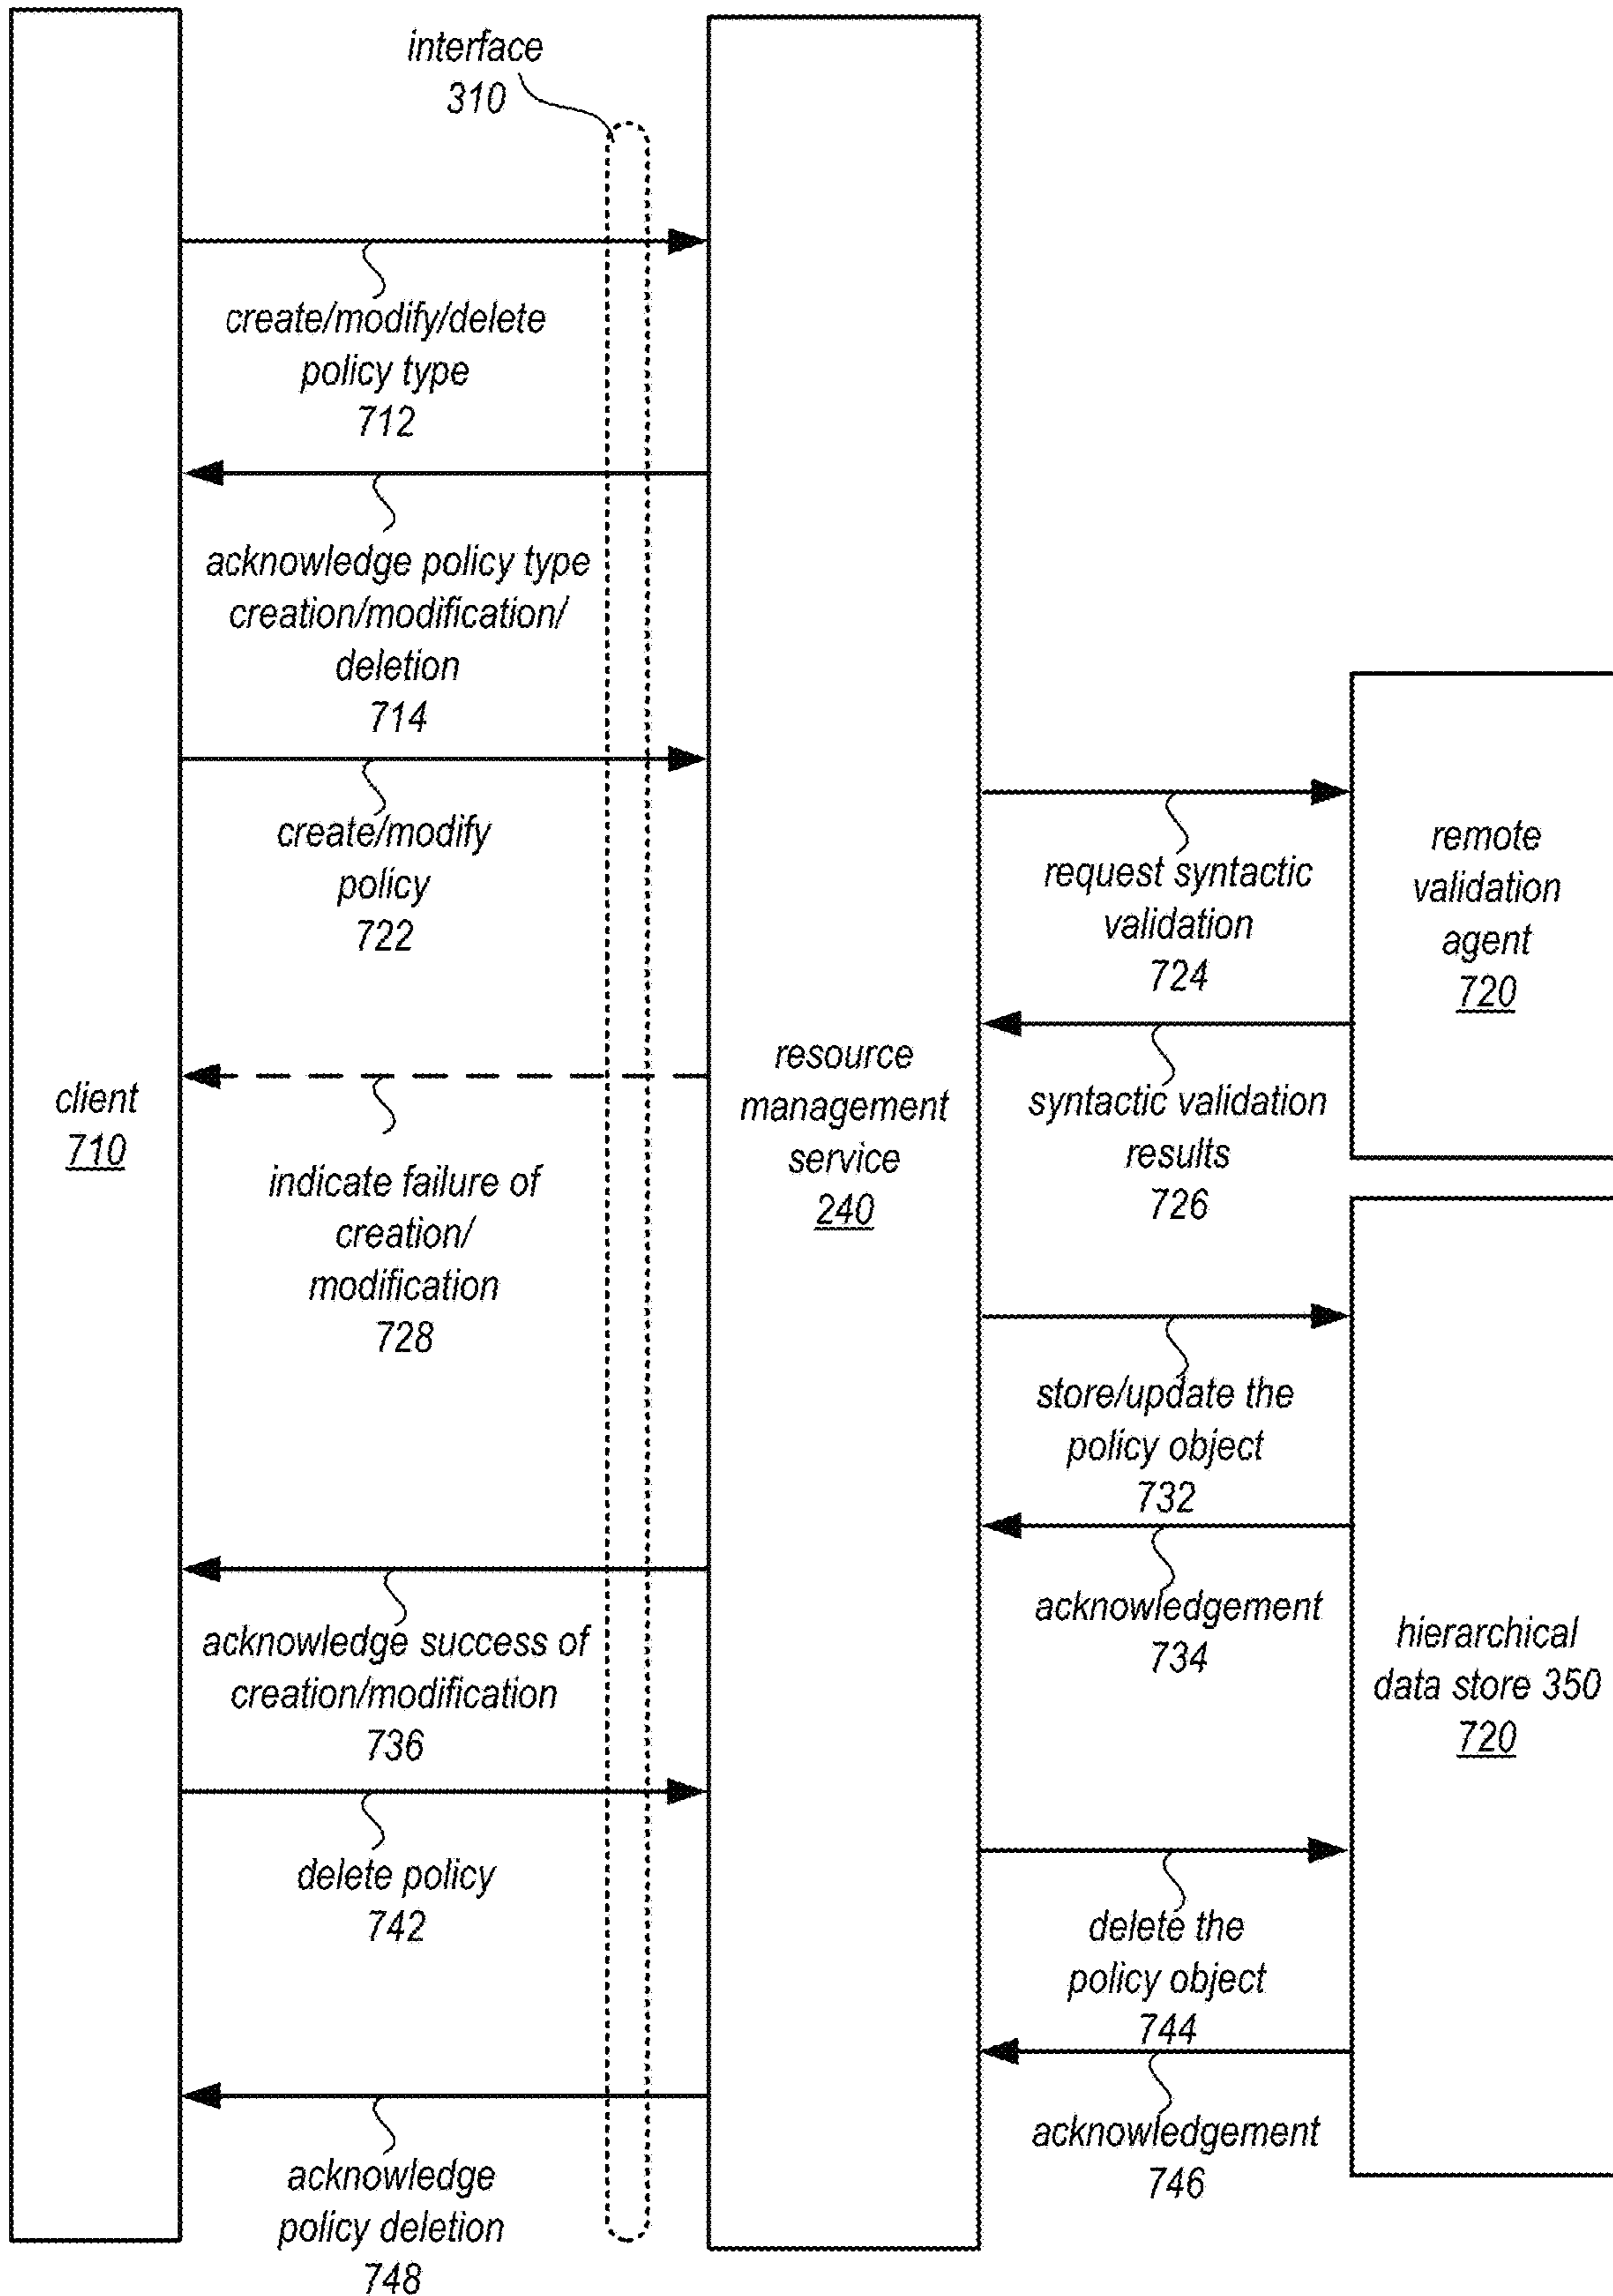 interface
310
create/modify/delete
policy type
712
acknowledge policy type
creation/modification/
deletion
714
create/modify
policy
722
request syntactic
validation
724
remote
validation
agent
720
syntactic validation
results
726
client
710
resource
management
service
240
indicate failure of
creation/
modification
728
store/update the
policy object
732
acknowledgement
734
hierarchical
data store 350
720
acknowledge success of
creation/modification
736
delete policy
742
delete the
policy object
744
acknowledgement
746
acknowledge
policy deletion
748